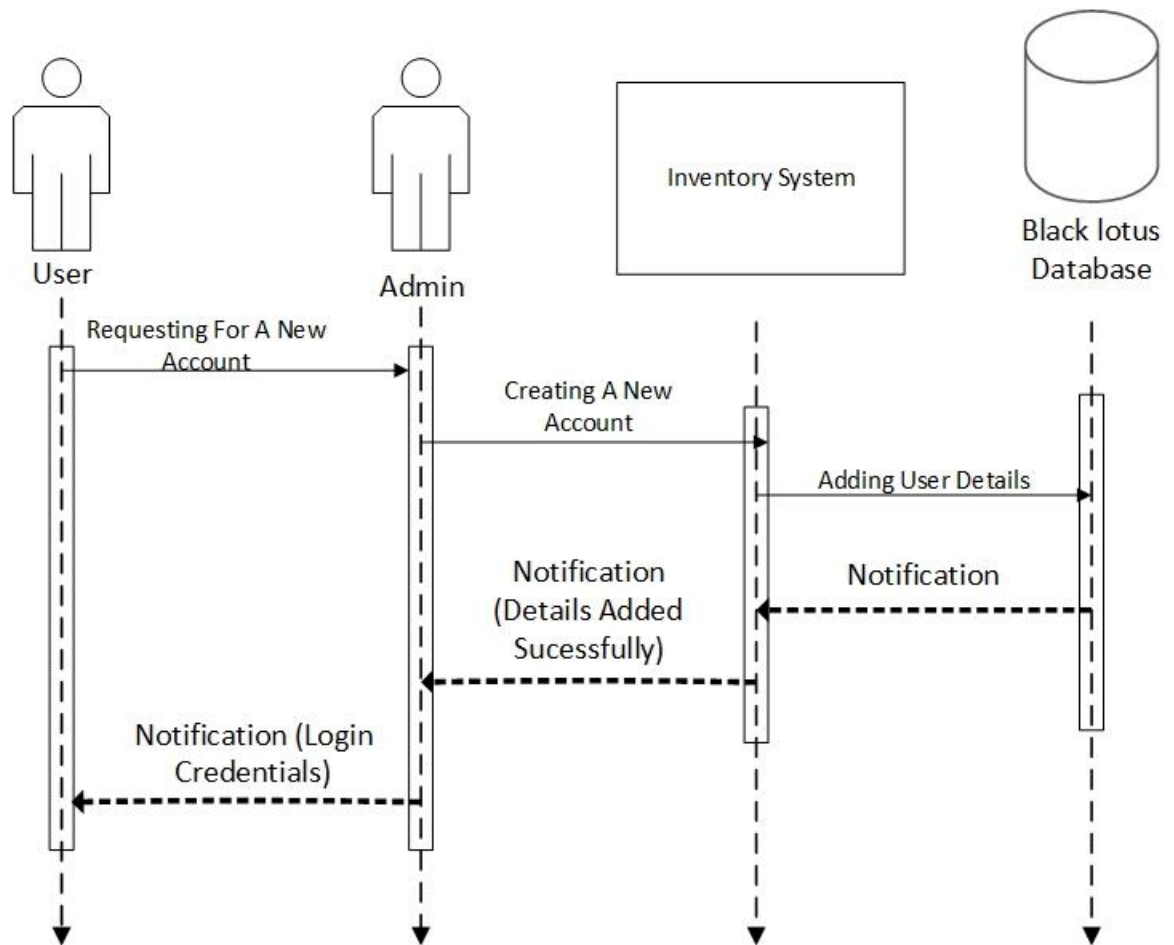 Inventory System
Black lotus
Database
User
Admin
Requesting For A New
Account
Creating A New
Account
Adding User Details
Notification
(Details Added
Sucessfully)
Notification
Notification (Login
Credentials)